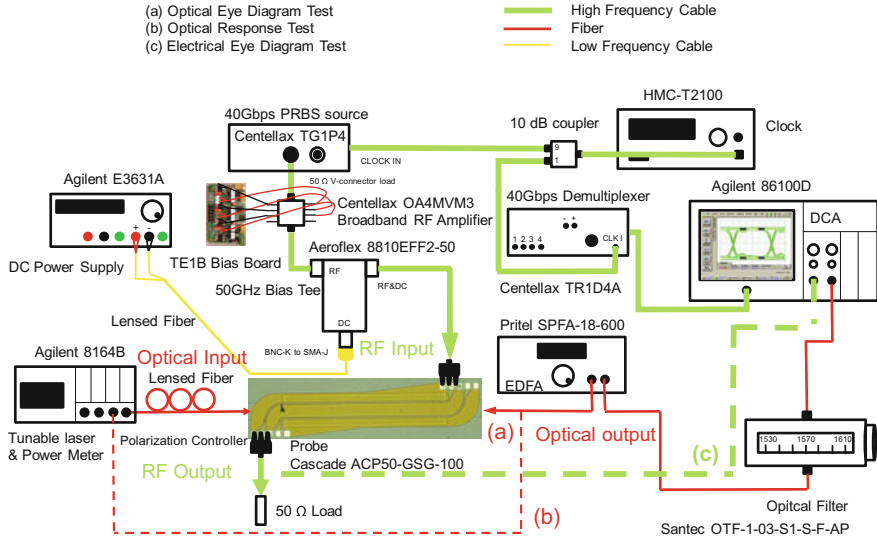 (a) Optical Eye Diagram Test
(b) Optical Response Test
(c) Electrical Eye Diagram Test
High Frequency Cable
Fiber
Low Frequency Cable
40Gbps PRBS source
Centellax TG1P4
CLOCK IN
50 Ω V-connector load
10 dB coupler
9
1
HMC-T2100
Clock
Agilent E3631A
+ -
DC Power Supply
TE1B Bias Board
Centellax OA4MVM3
Broadband RF Amplifier
Aeroflex 8810EFF2-50
50GHz Bias Tee
RF
RF&DC
DC
40Gbps Demultiplexer
- +
1 2 3 4
CLK I
Centellax TR1D4A
Agilent 86100D
DCA
Lensed Fiber
BNC-K to SMA-J
RF Input
Pritel SPFA-18-600
EDFA
Agilent 8164B
Optical Input
Lensed Fiber
Tunable laser
& Power Meter
Polarization Controller
(a)
Optical output
Probe
Cascade ACP50-GSG-100
RF Output
(c)
1530 1570 1610
50 Ω Load
(b)
Opitcal Filter
Santec OTF-1-03-S1-S-F-AP